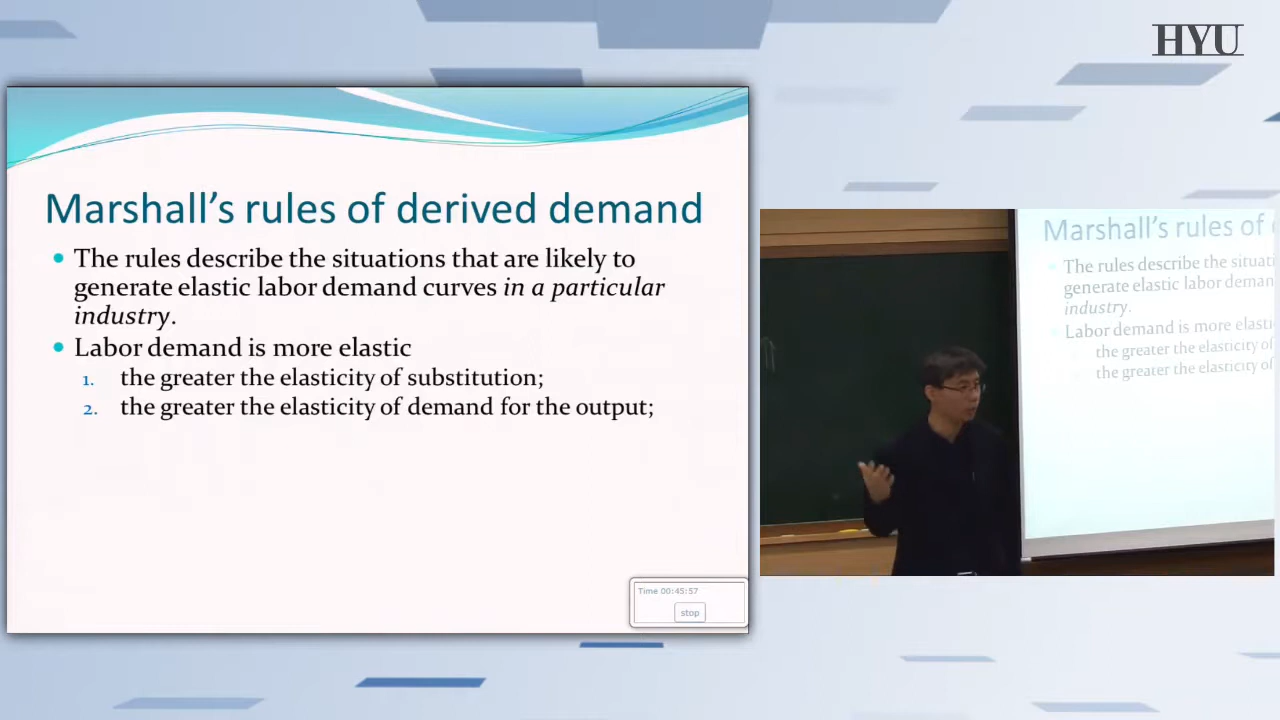 HYU
Marshall's rules of derived demand
The rules describe the situations that are likely to
generate elastic labor demand curves in a particular
industry.
Labor demand is more elastic
1. the greater the elasticity of substitution;
2. the greater the elasticity of demand for the output;
Time 00:45:57
stop
Marshall's rules of
The rules describe the situati
generate elastic labor deman
industry.
Labor demand is more elasti
the greater the elasticity of
the greater the elasticity of